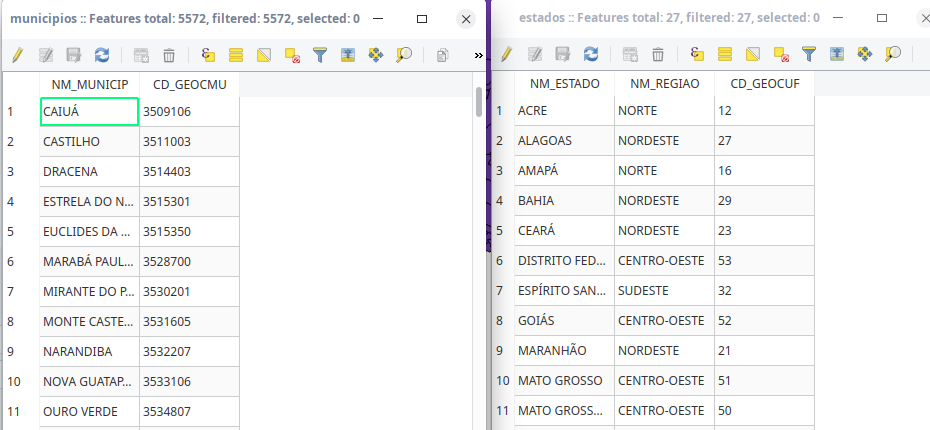 municipios :: Features total: 5572, filtered: 5572, selected: 0
NM_MUNICIP CD_GEOCMU
1 CAIUÁ 3509106
2 CASTILHO 3511003
3 DRACENA 3514403
4 ESTRELA DO N... 3515301
5 EUCLIDES DA ... 3515350
6 MARABÁ PAUL... 3528700
7 MIRANTE DO P... 3530201
8 MONTE CASTE... 3531605
9 NARANDIBA 3532207
10 NOVA GUATAP... 3533106
11 OURO VERDE 3534807
estados :: Features total: 27, filtered: 27, selected: 0
NM_ESTADO NM_REGIAO CD_GEOCUF
1 ACRE NORTE 12
2 ALAGOAS NORDESTE 27
3 AMAPÁ NORTE 16
4 BAHIA NORDESTE 29
5 CEARÁ NORDESTE 23
6 DISTRITO FED... CENTRO-OESTE 53
7 ESPÍRITO SAN... SUDESTE 32
8 GOIÁS CENTRO-OESTE 52
9 MARANHÃO NORDESTE 21
10 MATO GROSSO CENTRO-OESTE 51
11 MATO GROSS... CENTRO-OESTE 50